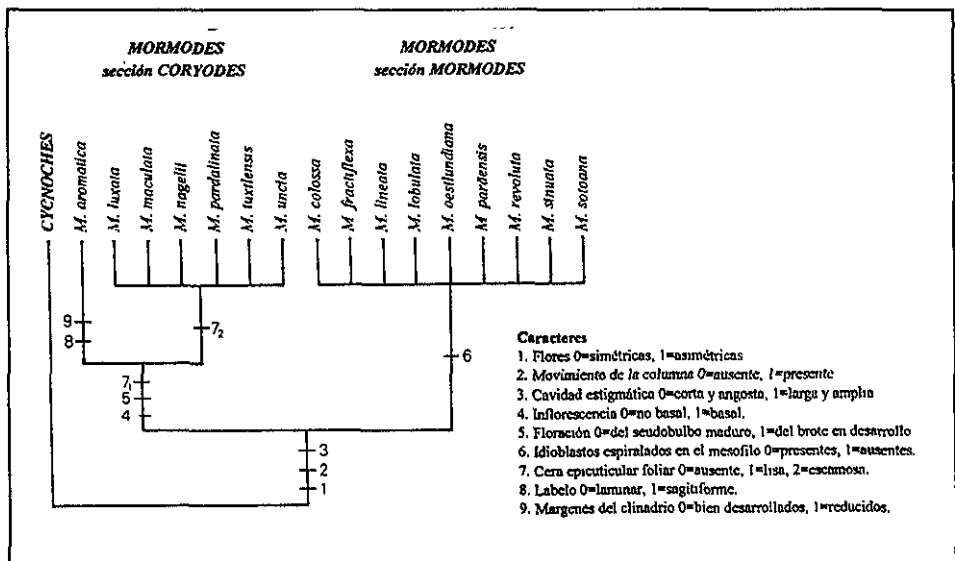 MORMODES
sección CORYODES
MORMODES
sección MORMODES
CYCNOCHES
M. aromatica
M. luxata
M. maculata
M. nagelii
M. pardalinata
M. tuxtlensis
M. uncia
M. colossa
M fractiflexa
M. lineata
M. lobulata
M. oestlundiana
M pardensis
M. revoluta
M. sinuata
M. sotoana
9
8
7₂
7₁
5
4
6
3
2
1
Caracteres
1. Flores 0=simétricas, 1=asimétricas
2. Movimiento de la columna 0=ausente, 1=presente
3. Cavidad estigmática 0=corta y angosta, 1=larga y amplia
4. Inflorescencia 0=no basal, 1=basal.
5. Floración 0=del seudobulbo maduro, 1=del brote en desarrollo
6. Idioblastos espiralados en el mesofilo 0=presentes, 1=ausentes.
7. Cera epicuticular foliar 0=ausente, 1=lisa, 2=escamosa.
8. Labelo 0=laminar, 1=sagitiforme.
9. Margenes del clinadrio 0=bien desarrollados, 1=reducidos.